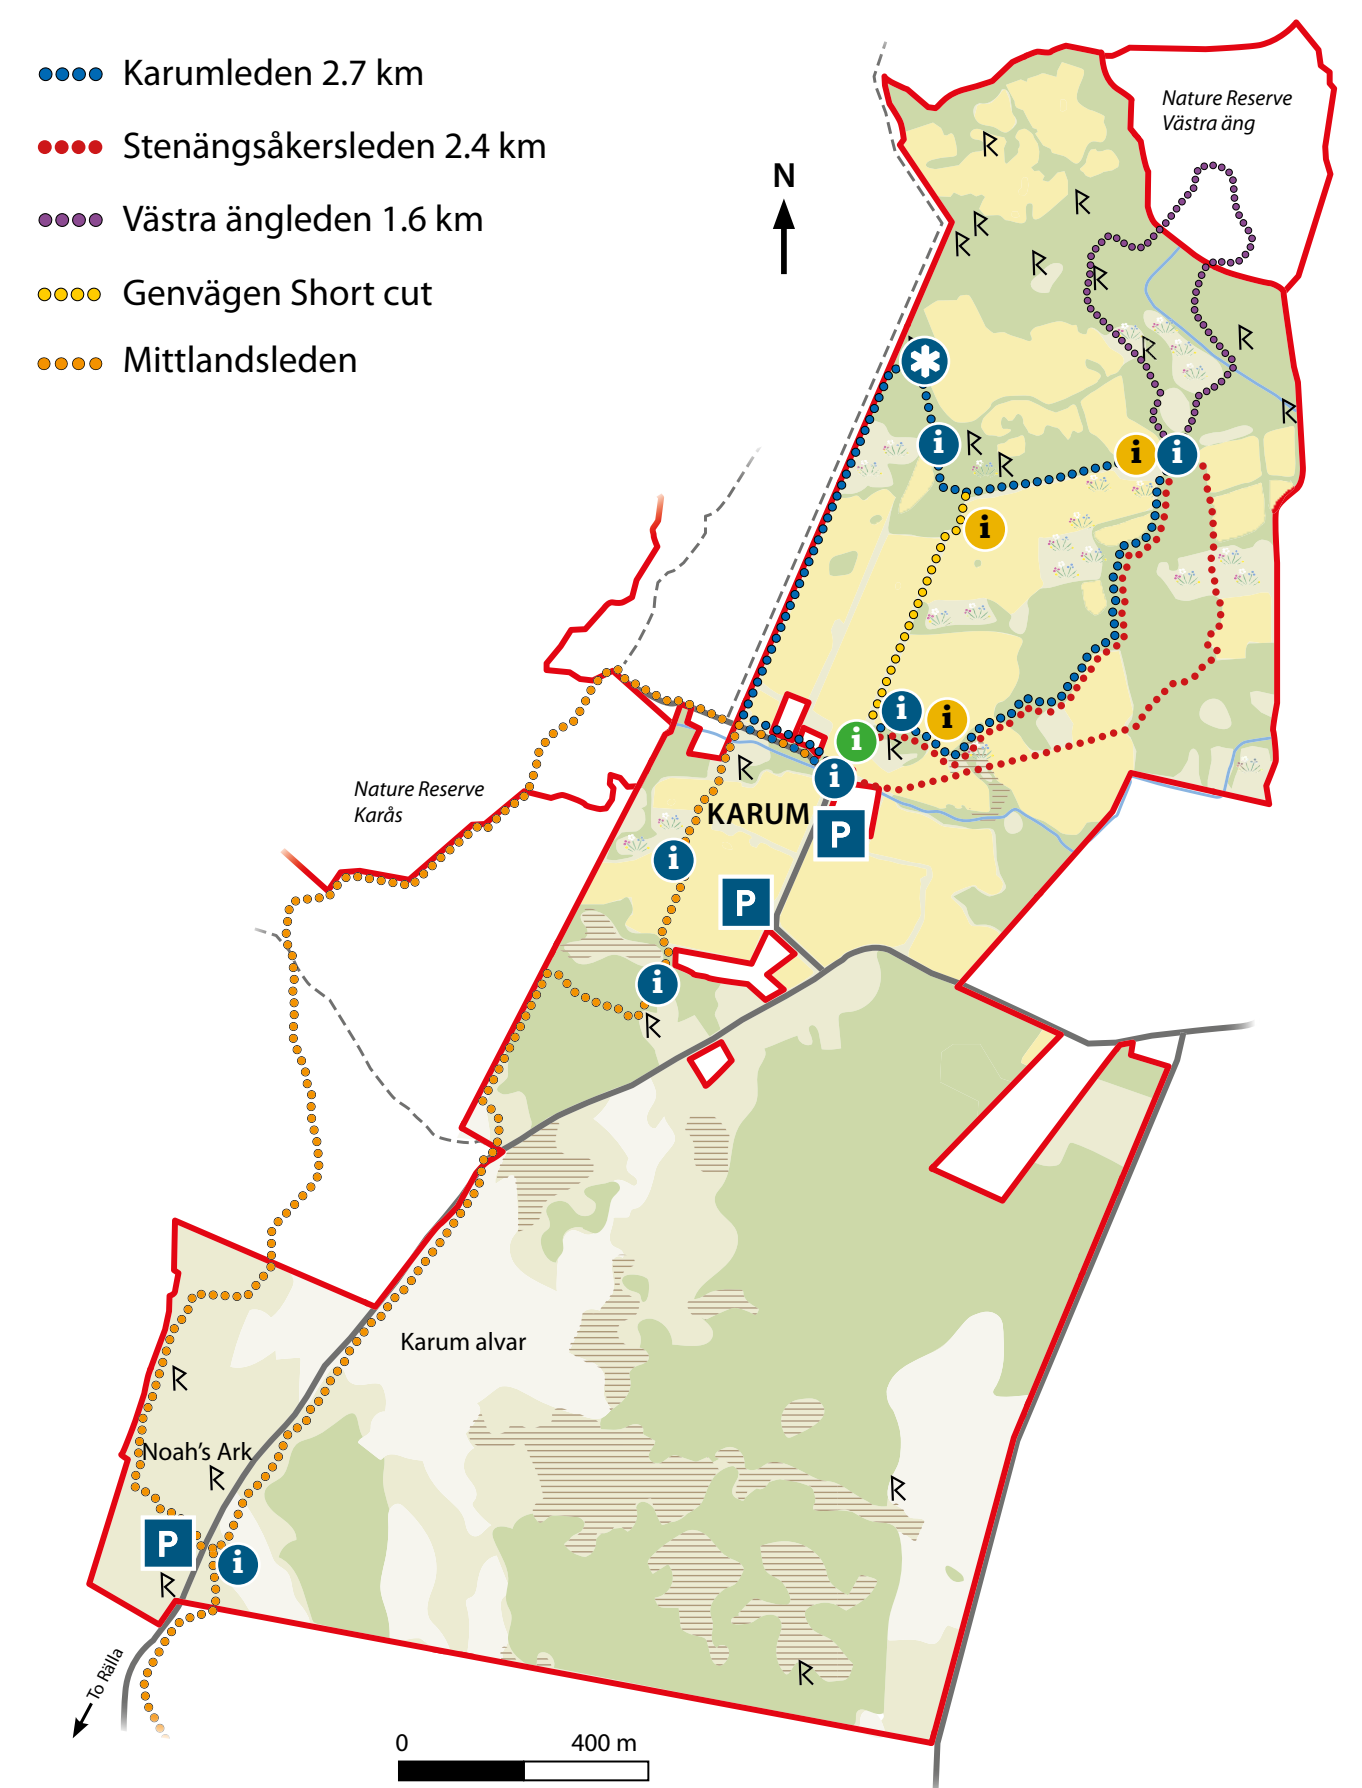 Karumleden 2.7 km
Stenängsåkersleden 2.4 km
Västra ängleden 1.6 km
Genvägen Short cut
Mittlandsleden
N
Nature Reserve
Västra äng
i
i
i
i
i
i
i
i
Nature Reserve
Karås
KARUM
P
i
P
i
Karum alvar
Noah's Ark
P
i
To Rälla
0 400 m